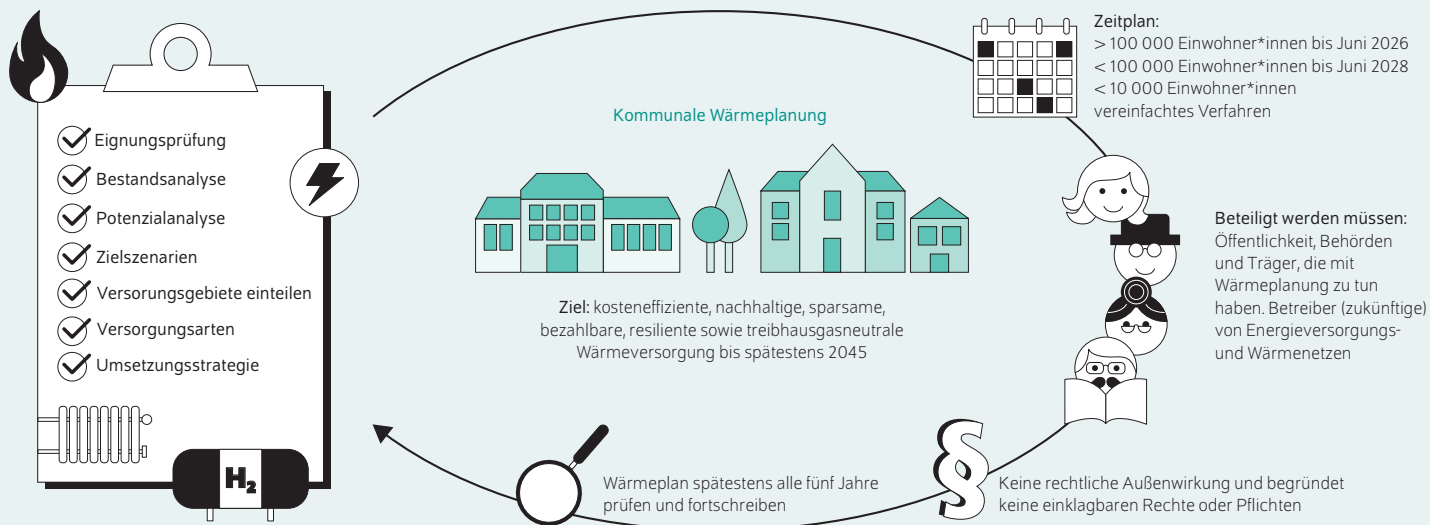 Eignungsprüfung
Bestandsanalyse
Potenzialanalyse
Zielszenarien
Versorungsgebiete einteilen
Versorgungsarten
Umsetzungsstrategie
H₂
Kommunale Wärmeplanung
Ziel: kosteneffiziente, nachhaltige, sparsame,
bezahlbare, resiliente sowie treibhausgasneutrale
Wärmeversorgung bis spätestens 2045
Zeitplan:
> 100 000 Einwohner*innen bis Juni 2026
< 100 000 Einwohner*innen bis Juni 2028
< 10 000 Einwohner*innen
vereinfachtes Verfahren
Beteiligt werden müssen:
Öffentlichkeit, Behörden
und Träger, die mit
Wärmeplanung zu tun
haben. Betreiber (zukünftige)
von Energieversorgungs-
und Wärmenetzen
§
Keine rechtliche Außenwirkung und begründet
keine einklagbaren Rechte oder Pflichten
Wärmeplan spätestens alle fünf Jahre
prüfen und fortschreiben